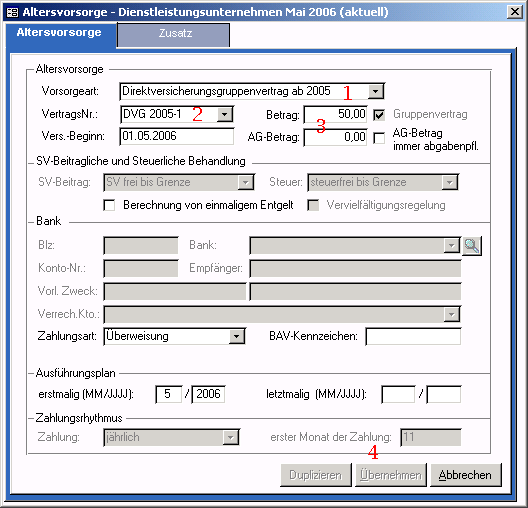 Altersvorsorge - Dienstleistungsunternehmen Mai 2006 (aktuell)
Altersvorsorge Zusatz
Altersvorsorge
Vorsorgeart: Direktversicherungsgruppenvertrag ab 2005 1
VertragsNr.: DVG 2005-1 2 Betrag: 50,00 Gruppenvertrag
3
Vers.-Beginn: 01.05.2006 AG-Betrag: 0,00 AG-Betrag
immer abgabenpfl.
SV-Beitragliche und Steuerliche Behandlung
SV-Beitrag: SV frei bis Grenze Steuer: steuerfrei bis Grenze
Berechnung von einmaligem Entgelt Vervielfältigungsregelung
Bank
Blz: Bank:
Konto-Nr.: Empfänger:
Vorl. Zweck:
Verrech.Kto.:
Zahlungsart: Überweisung BAV-Kennzeichen:
Ausführungsplan
erstmalig (MM/JJJJ): 5 / 2006 letztmalig (MM/JJJJ): /
Zahlungsrhythmus
Zahlung: jährlich erster Monat der Zahlung: 11
4
Duplizieren Übernehmen Abbrechen